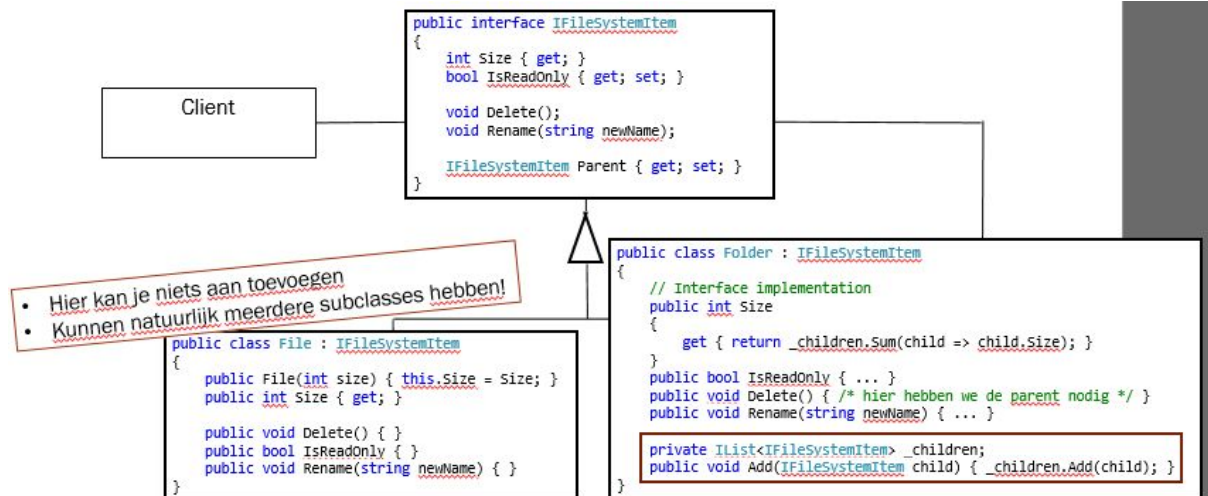 public interface IFileSystemItem
{
int Size { get; }
bool IsReadOnly { get; set; }
void Delete();
void Rename(string newName);
IFileSystemItem Parent { get; set; }
}
Client
• Hier kan je niets aan toevoegen
• Kunnen natuurlijk meerdere subclasses hebben!
public class File : IFileSystemItem
{
public File(int size) { this.Size = Size; }
public int Size { get; }
public void Delete() { }
public bool IsReadOnly { }
public void Rename(string newName) { }
}
public class Folder : IFileSystemItem
{
// Interface implementation
public int Size
{
get { return _children.Sum(child => child.Size); }
}
public bool IsReadOnly { ... }
public void Delete() { /* hier hebben we de parent nodig */ }
public void Rename(string newName) { ... }
private IList<IFileSystemItem> _children;
public void Add(IFileSystemItem child) { _children.Add(child); }
}